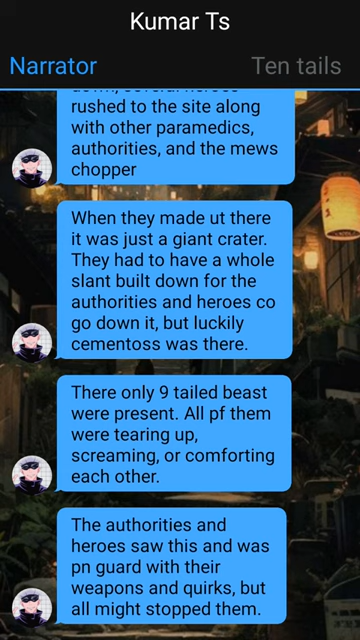 Kumar Ts
Narrator
Ten tails
rushed to the site along
with other paramedics,
authorities, and the mews
chopper
When they made ut there
it was just a giant crater.
They had to have a whole
slant built down for the
authorities and heroes co
go down it, but luckily
cementoss was there.
There only 9 tailed beast
were present. All pf them
were tearing up,
screaming, or comforting
each other.
The authorities and
heroes saw this and was
pn guard with their
weapons and quirks, but
all might stopped them.